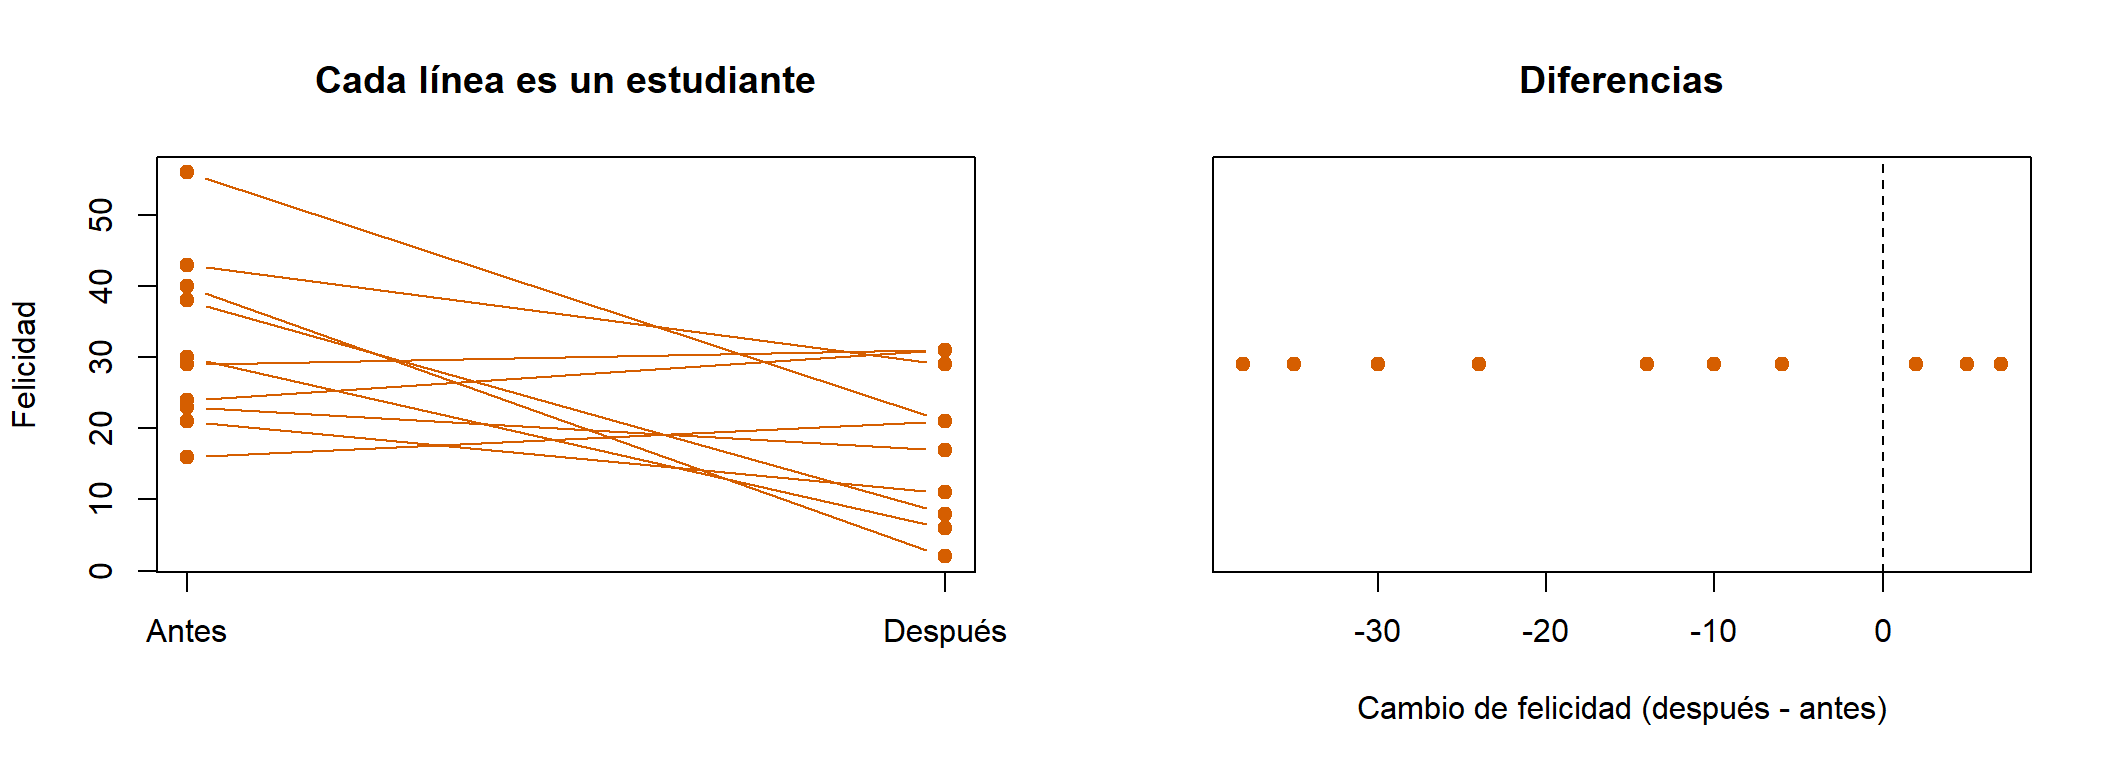 Cada línea es un estudiante
Felicidad
0
10
20
30
40
50
Antes
Después
Diferencias
-30
-20
-10
0
Cambio de felicidad (después - antes)